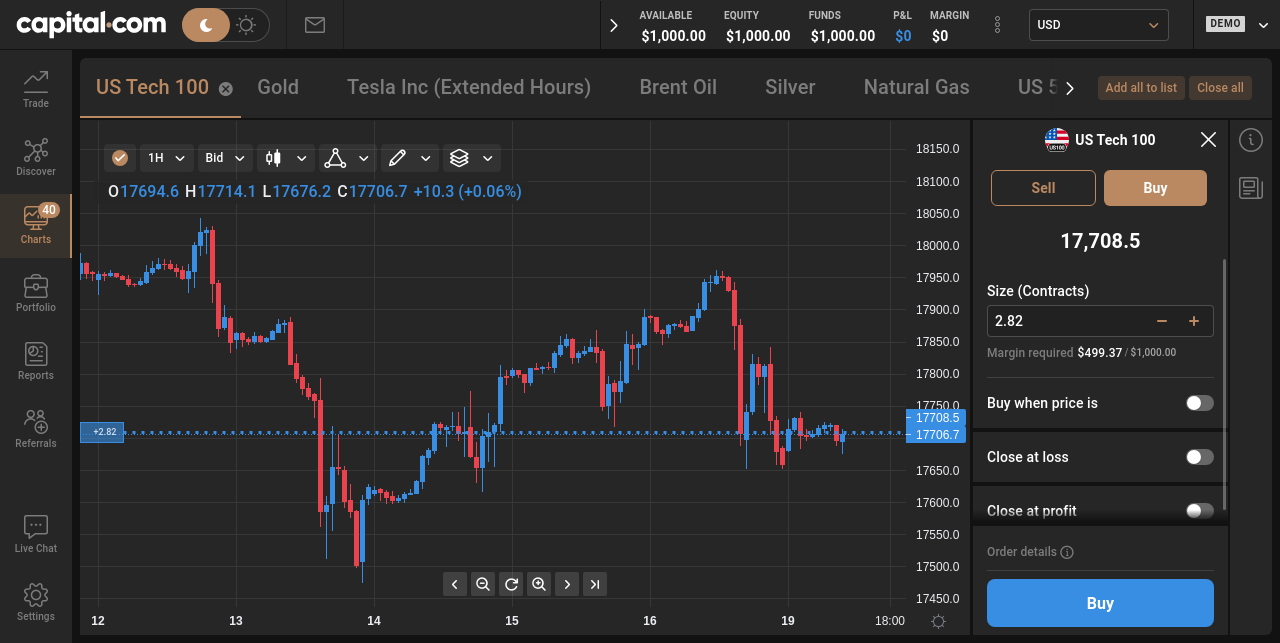 capital.com
AVAILABLE EQUITY FUNDS P&L MARGIN
$1,000.00 $1,000.00 $1,000.00 $0 $0
USD
DEMO
Trade
Discover
40
Charts
Portfolio
Reports
Referrals
Live Chat
Settings
US Tech 100 Gold Tesla Inc (Extended Hours) Brent Oil Silver Natural Gas US 5
Add all to list Close all
1H Bid
O17694.6 H17714.1 L17676.2 C17706.7 +10.3 (+0.06%)
+2.82
18150.0
18100.0
18050.0
18000.0
17950.0
17900.0
17850.0
17800.0
17750.0
17708.5
17706.7
17650.0
17600.0
17550.0
17500.0
17450.0
12 13 14 15 16 19 18:00
US100
US Tech 100
Sell Buy
17,708.5
Size (Contracts)
2.82
Margin required $499.37 / $1,000.00
Buy when price is
Close at loss
Close at profit
Order details
Buy